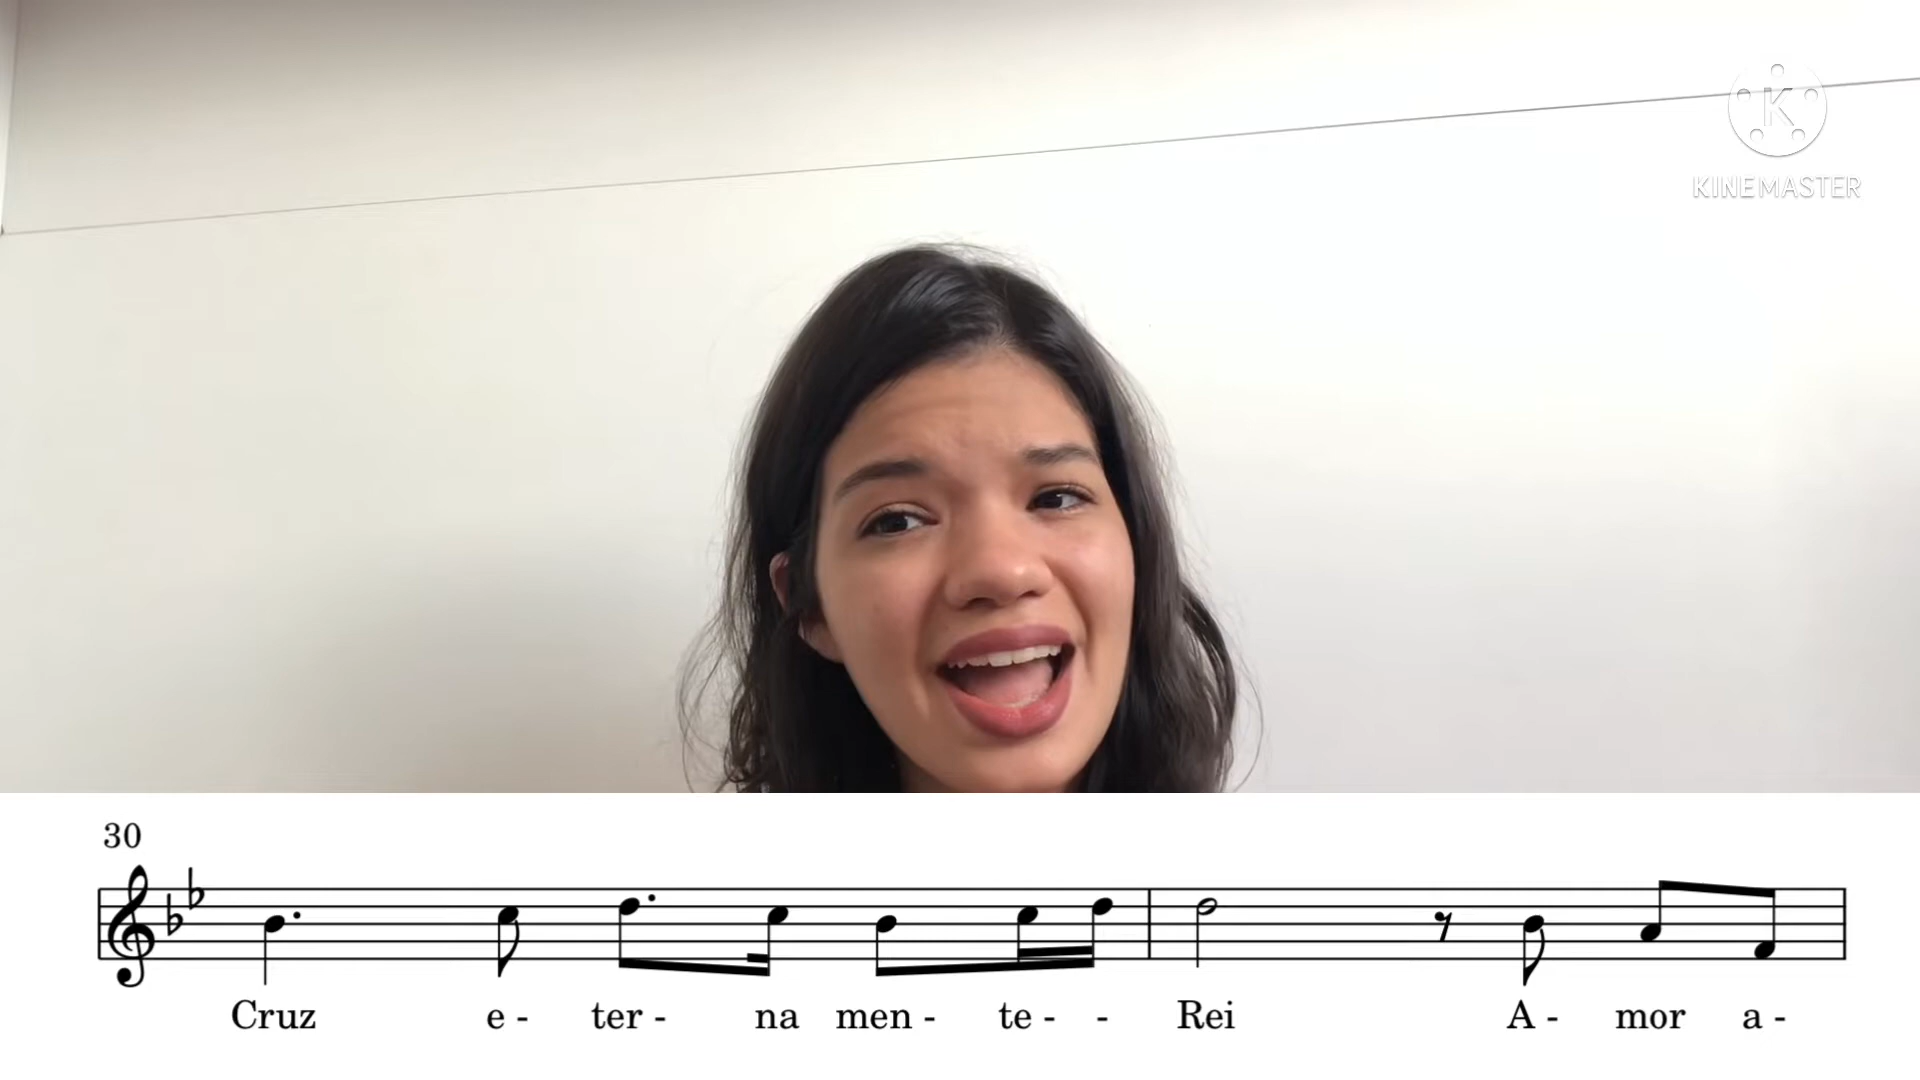 K
KINEMASTER
30
Cruz e - ter - na men - te - - Rei A - mor a -